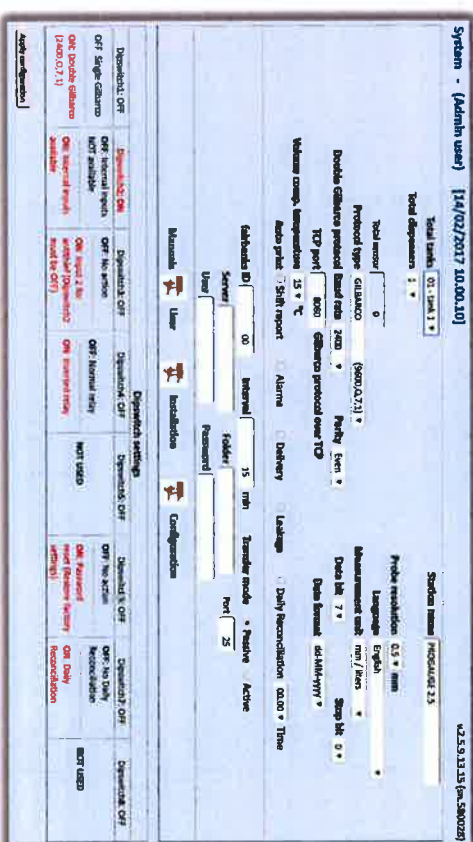 System - (Admin user) [14/02/2017 10.00.10]
v.2.5.9.13.15 (sn.580028)
Total tanks 01 - tank 1
Station name PROGAUGE 2.5
Total dispensers 1
Probe resolution 0.5 mm
Total sensor 0
Language English
Protocol type GILBARCO (9600,O,7,1)
Measurement unit mm / liters
Double Gilbarco protocol Baud rate 2400 Parity Even Data bit 7 Stop bit 0
TCP port 8080 Gilbarco protocol over TCP
Date format dd-MM-yyyy
Volume comp. temperature 15 °C
Auto print Shift report Alarms Delivery Leakage Daily Reconciliation 00.00 Time
Fairbanks ID 00 Interval 15 min Transfer mode Passive Active
Server Folder Port 25
User Password
Manuals User Installation Configuration
Dipswitch settings
Dipswitch1: OFF
OFF: Single Gilbarco
ON: Double Gilbarco
(2400,O,7,1)
Dipswitch2: ON
OFF: Internal inputs
NOT available
ON: Internal inputs
available
Dipswitch3: OFF
OFF: No action
ON: Input 2 for
must be OFF)
Dipswitch4: OFF
OFF: Normal relay
ON: Inverted relay
Dipswitch5: OFF
NOT USED
Dipswitch6: OFF
OFF: No action
ON: Password
reset (Restore factory
settings)
Dipswitch7: OFF
OFF: No Daily
Reconciliation
ON: Daily
Reconciliation
Dipswitch8: OFF
NOT USED
Apply configuration